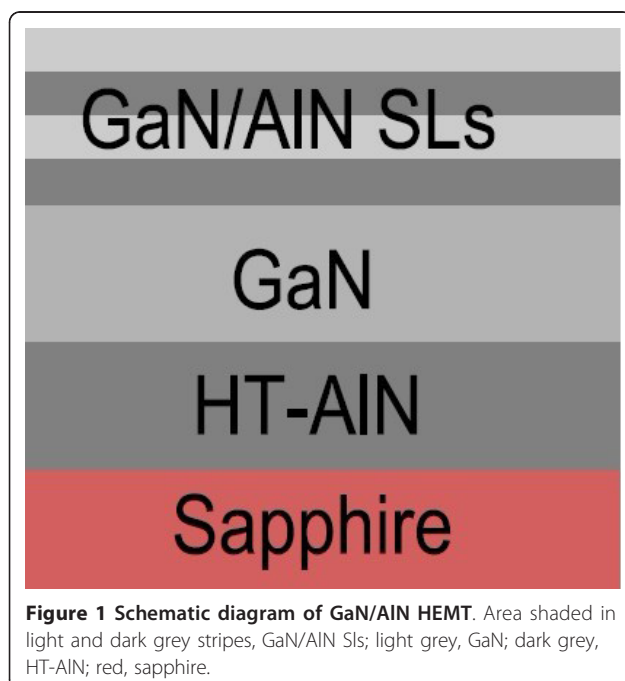 GaN/AlN SLs
GaN
HT-AlN
Sapphire
Figure 1 Schematic diagram of GaN/AlN HEMT. Area shaded in
light and dark grey stripes, GaN/AlN Sls; light grey, GaN; dark grey,
HT-AlN; red, sapphire.